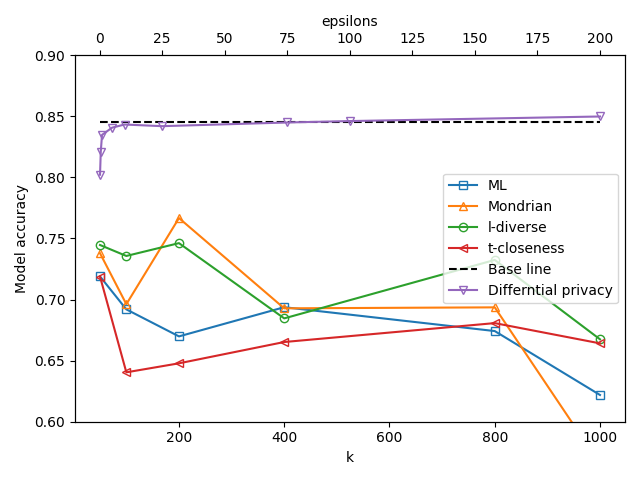 epsilons
0 25 50 75 100 125 150 175 200
0.90
0.85
0.80
0.75
0.70
0.65
0.60
Model accuracy
ML
Mondrian
l-diverse
t-closeness
Base line
Differntial privacy
200 400 600 800 1000
k